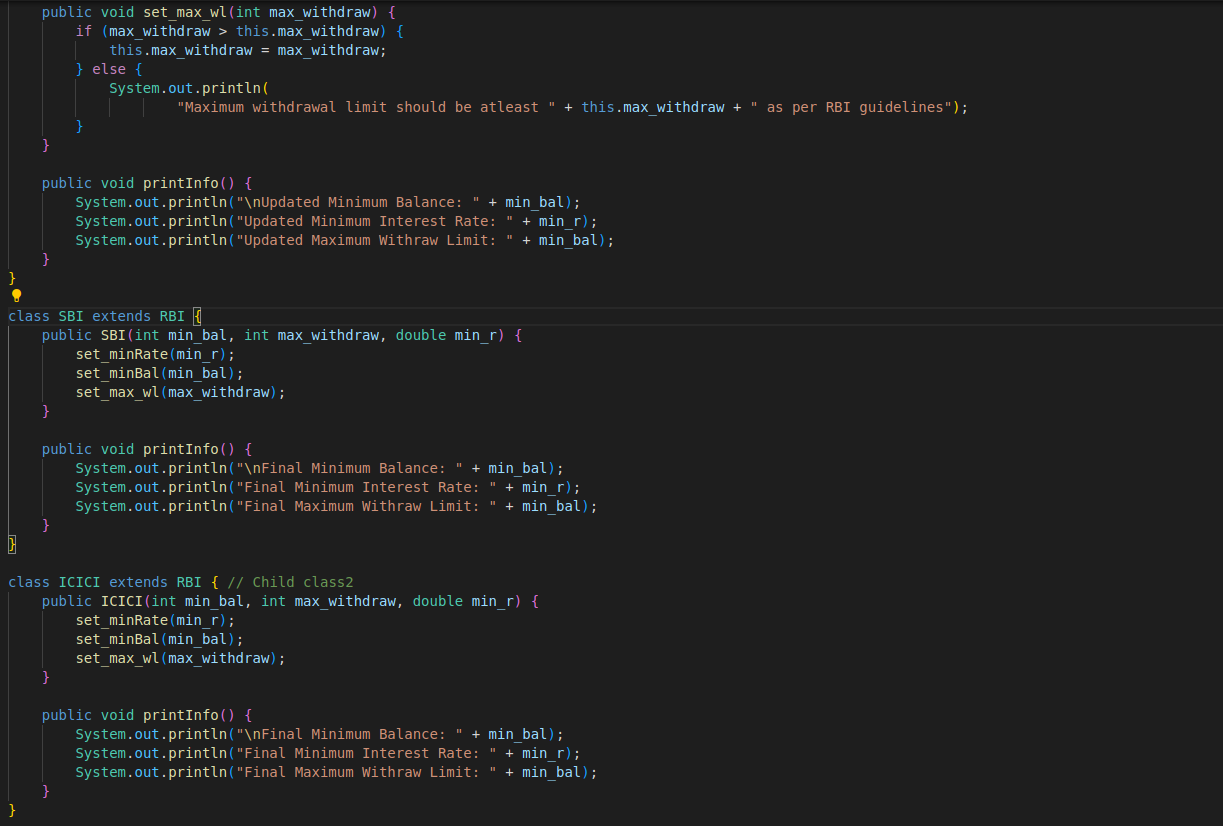 public void set_max_wl(int max_withdraw) {
        if (max_withdraw > this.max_withdraw) {
            this.max_withdraw = max_withdraw;
        } else {
            System.out.println(
                    "Maximum withdrawal limit should be atleast " + this.max_withdraw + " as per RBI guidelines");
        }
    }

    public void printInfo() {
        System.out.println("\nUpdated Minimum Balance: " + min_bal);
        System.out.println("Updated Minimum Interest Rate: " + min_r);
        System.out.println("Updated Maximum Withraw Limit: " + min_bal);
    }
}

class SBI extends RBI {
    public SBI(int min_bal, int max_withdraw, double min_r) {
        set_minRate(min_r);
        set_minBal(min_bal);
        set_max_wl(max_withdraw);
    }

    public void printInfo() {
        System.out.println("\nFinal Minimum Balance: " + min_bal);
        System.out.println("Final Minimum Interest Rate: " + min_r);
        System.out.println("Final Maximum Withraw Limit: " + min_bal);
    }
}

class ICICI extends RBI { // Child class2
    public ICICI(int min_bal, int max_withdraw, double min_r) {
        set_minRate(min_r);
        set_minBal(min_bal);
        set_max_wl(max_withdraw);
    }

    public void printInfo() {
        System.out.println("\nFinal Minimum Balance: " + min_bal);
        System.out.println("Final Minimum Interest Rate: " + min_r);
        System.out.println("Final Maximum Withraw Limit: " + min_bal);
    }
}